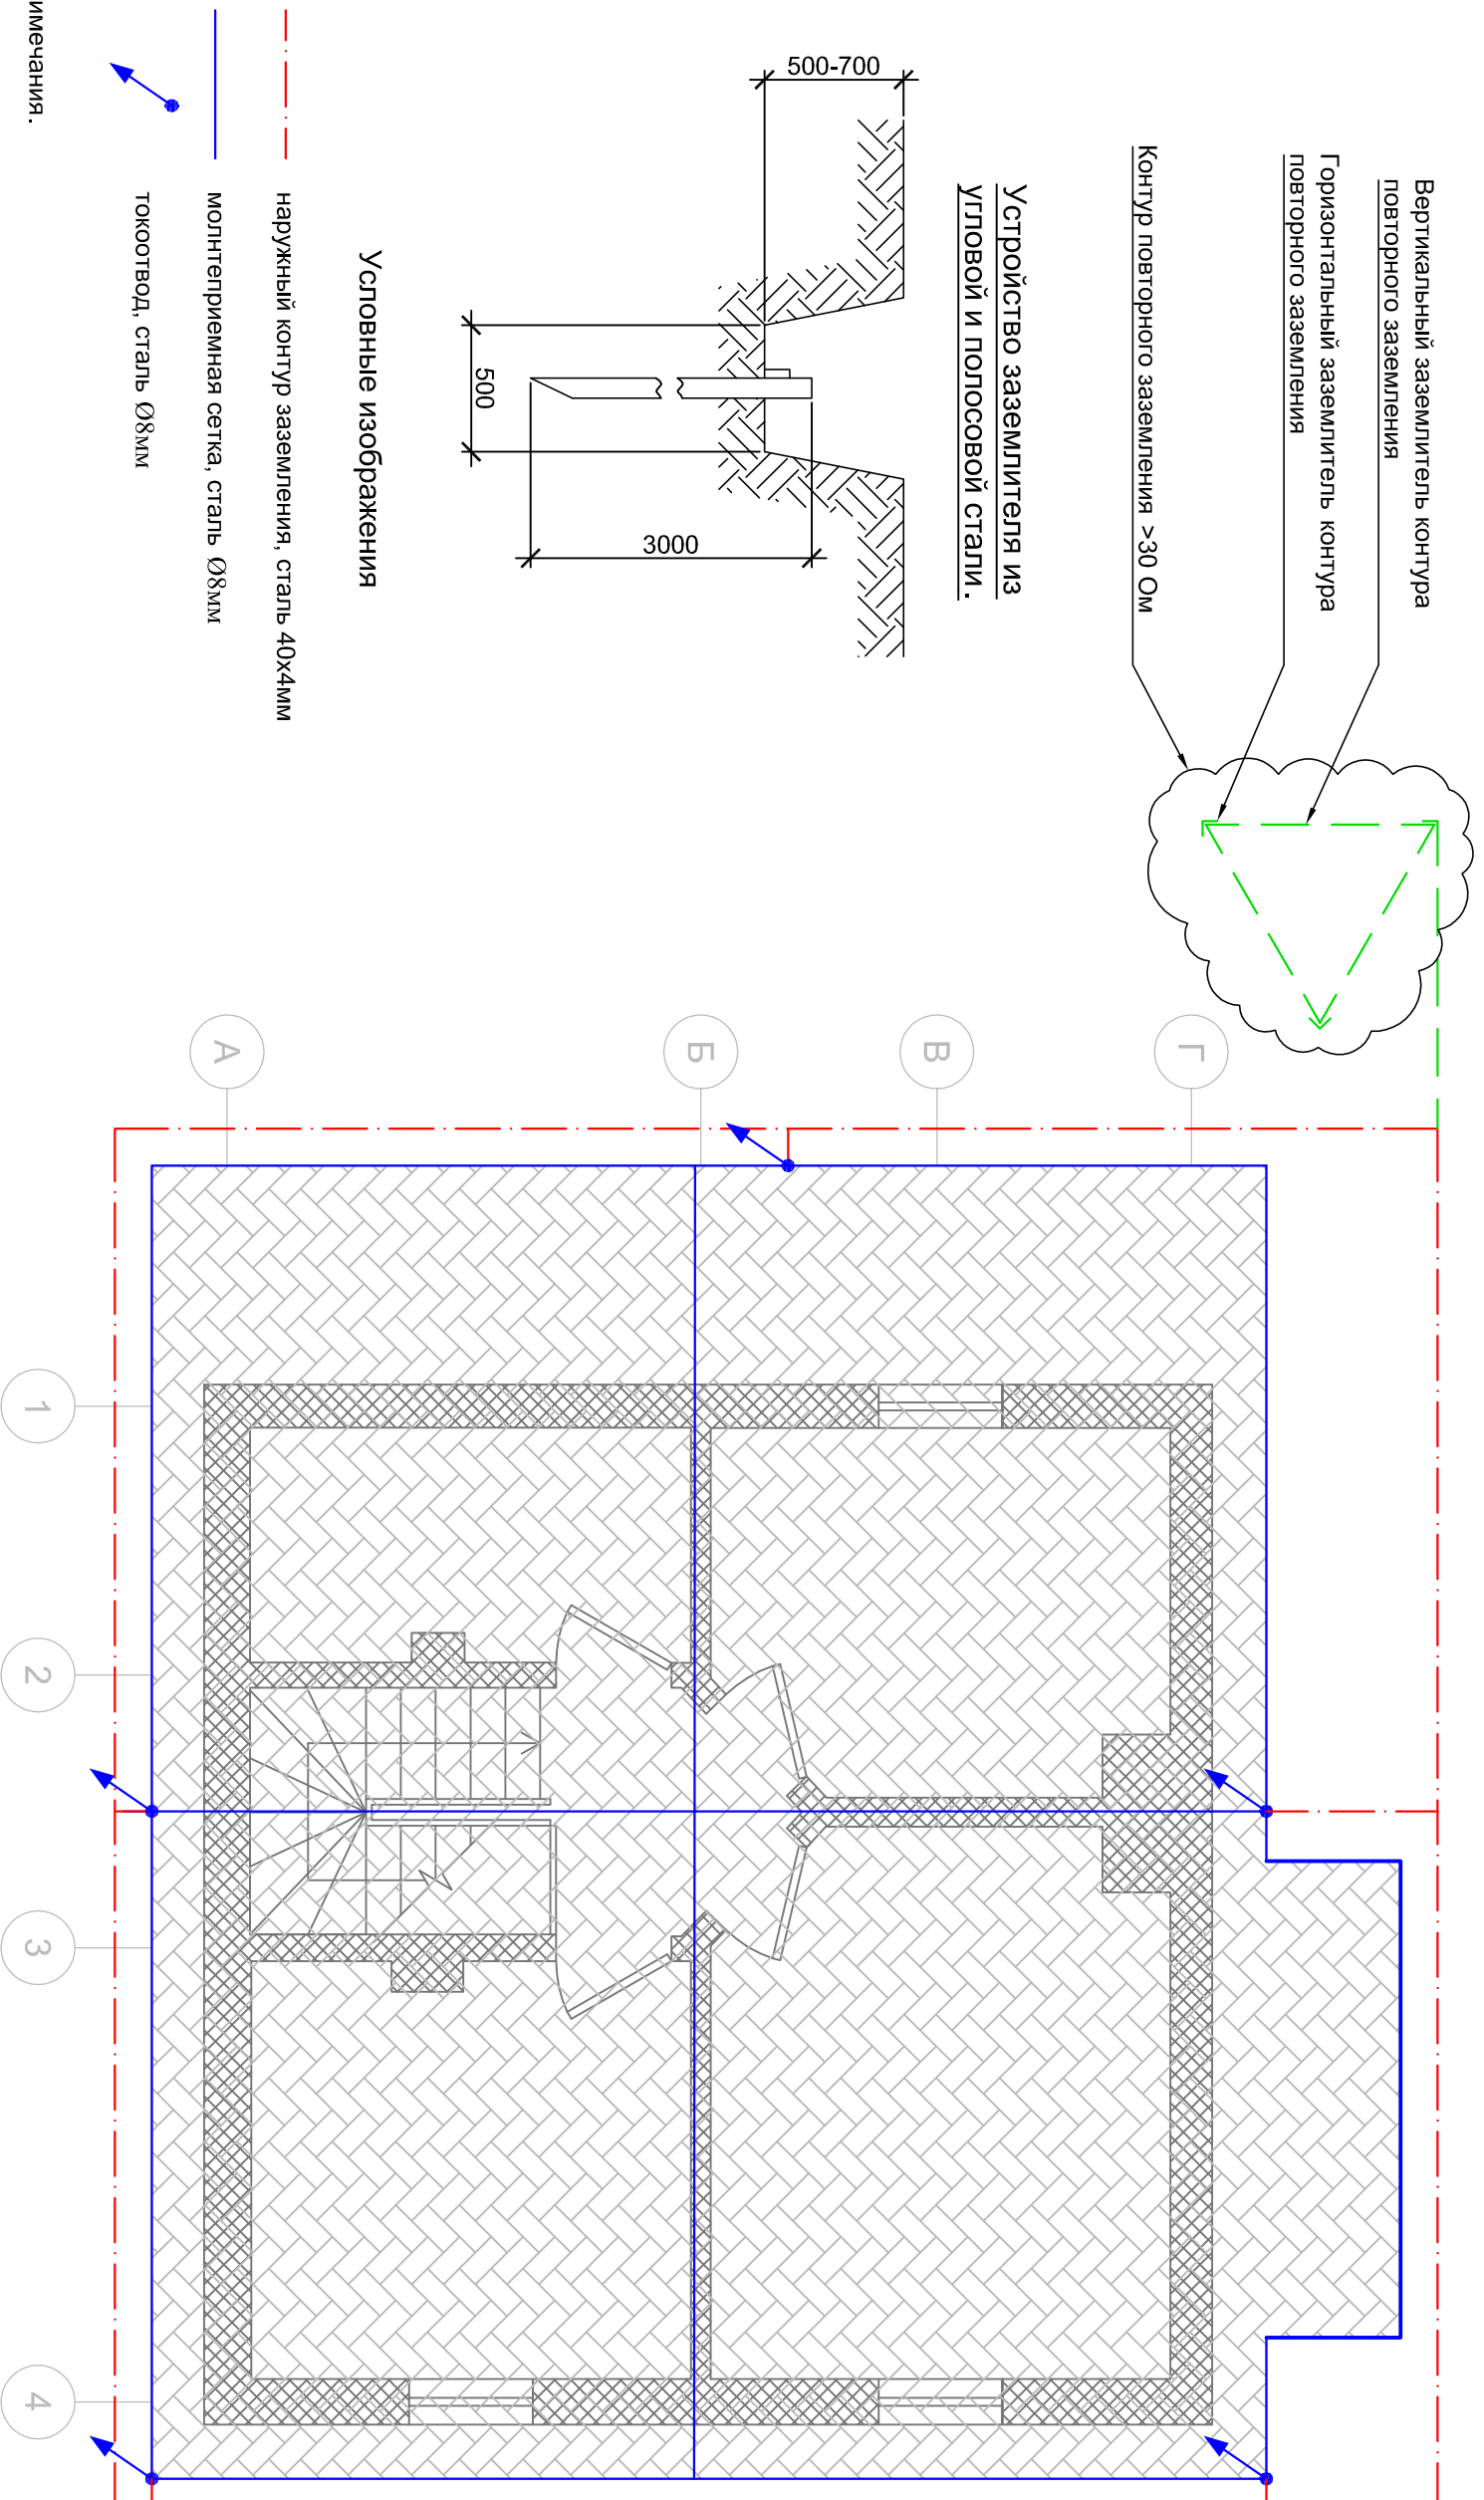 Вертикальный заземлитель контура
повторного заземления
Горизонтальный заземлитель контура
повторного заземления
Контур повторного заземления >30 Ом
Устройство заземлителя из
угловой и полосовой стали.
500-700
500
3000
Условные изображения
наружный контур заземления, сталь 40х4мм
молнтеприемная сетка, сталь Ø8мм
токоотвод, сталь Ø8мм
имечания.
Г
В
Б
А
1
2
3
4